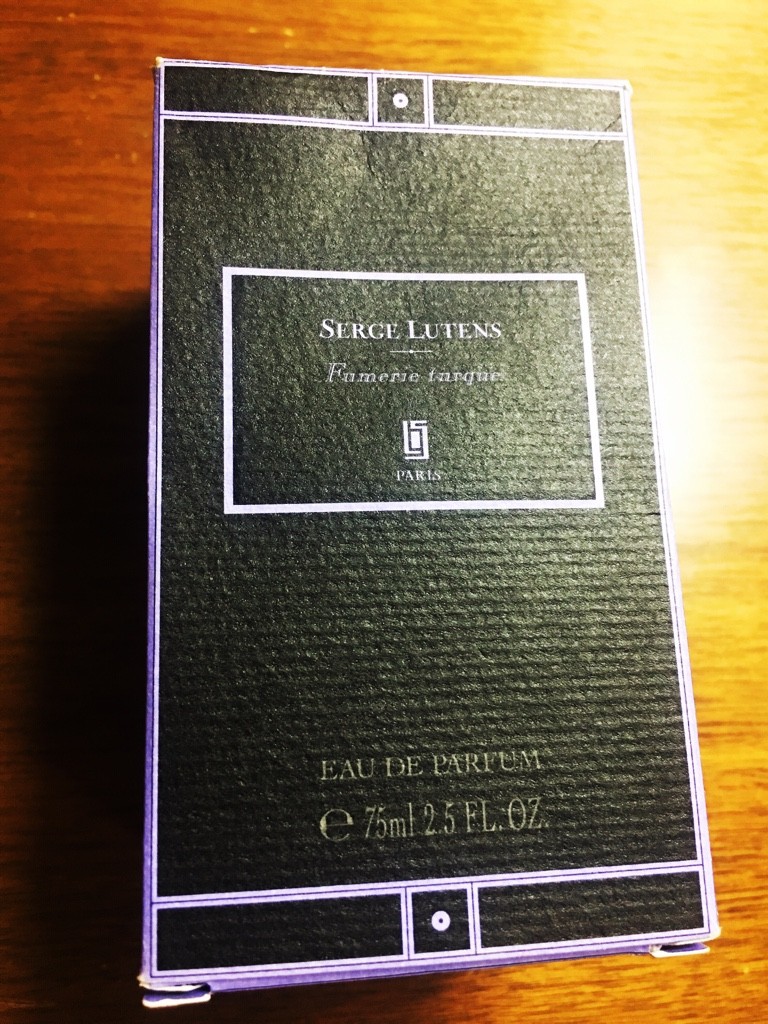 SERGE LUTENS
Fumerie turque
PARIS
EAU DE PARFUM
℮ 75ml 2.5 FL. OZ.